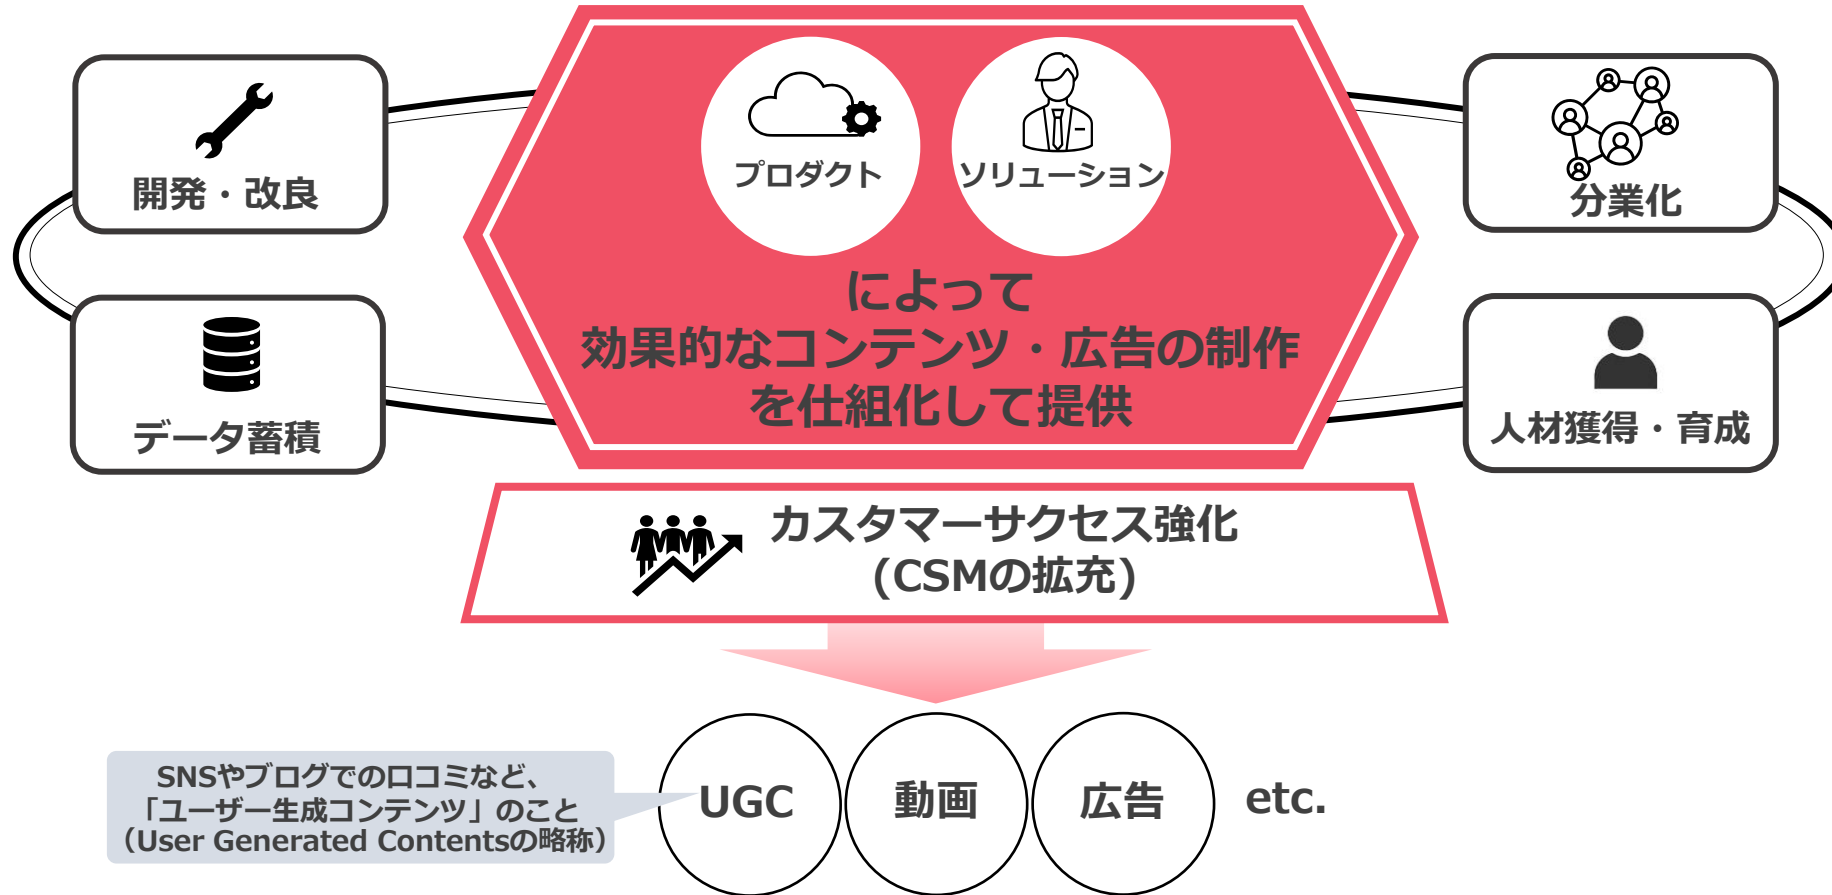 プロダクト
ソリューション
開発・改良
分業化
によって
効果的なコンテンツ・広告の制作
を仕組化して提供
データ蓄積
人材獲得・育成
カスタマーサクセス強化
(CSMの拡充)
SNSやブログでの口コミなど、
「ユーザー生成コンテンツ」のこと
（User Generated Contentsの略称）
UGC
動画
広告
etc.